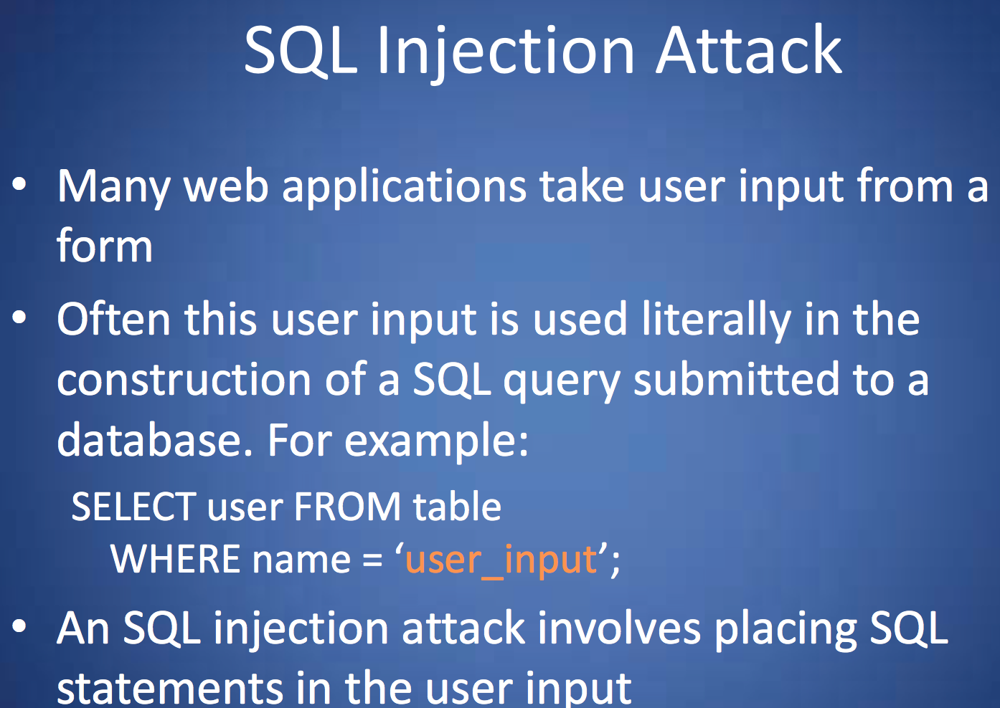 SQL Injection Attack
• Many web applications take user input from a
form
• Often this user input is used literally in the
construction of a SQL query submitted to a
database. For example:
SELECT user FROM table
WHERE name = ‘user_input’;
• An SQL injection attack involves placing SQL
statements in the user input